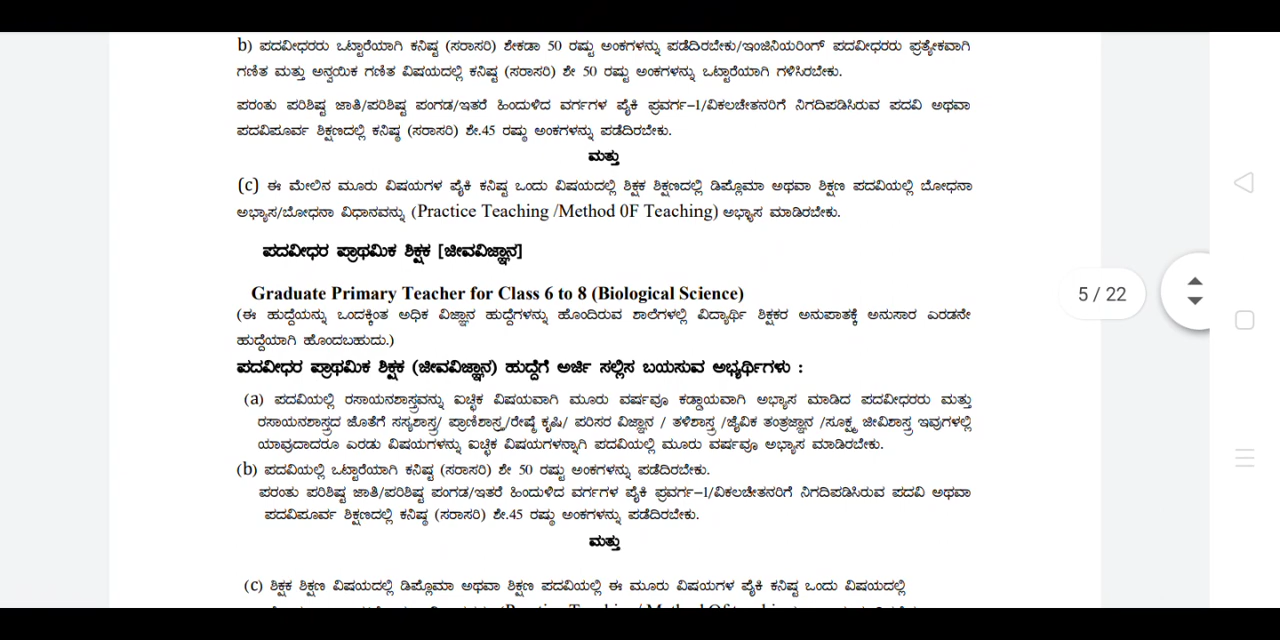 b) ಪದವೀಧರರು ಒಟ್ಟಾರೆಯಾಗಿ ಕನಿಷ್ಟ (ಸರಾಸರಿ) ಶೇಕಡಾ 50 ರಷ್ಟು ಅಂಕಗಳನ್ನು ಪಡೆದಿರಬೇಕು/ಇಂಜಿನಿಯರಿಂಗ್ ಪದವೀಧರರು ಪ್ರತ್ಯೇಕವಾಗಿ
ಗಣಿತ ಮತ್ತು ಅನ್ವಯಿಕ ಗಣಿತ ವಿಷಯದಲ್ಲಿ ಕನಿಷ್ಟ (ಸರಾಸರಿ) ಶೇ 50 ರಷ್ಟು ಅಂಕಗಳನ್ನು ಒಟ್ಟಾರೆಯಾಗಿ ಗಳಿಸಿರಬೇಕು.
ಪರಂತು ಪರಿಶಿಷ್ಟ ಜಾತಿ/ಪರಿಶಿಷ್ಟ ಪಂಗಡ/ಇತರೆ ಹಿಂದುಳಿದ ವರ್ಗಗಳ ಪೈಕಿ ಪ್ರವರ್ಗ-1/ವಿಕಲಚೇತನರಿಗೆ ನಿಗದಿಪಡಿಸಿರುವ ಪದವಿ ಅಥವಾ
ಪದವಿಪೂರ್ವ ಶಿಕ್ಷಣದಲ್ಲಿ ಕನಿಷ್ಠ (ಸರಾಸರಿ) ಶೇ.45 ರಷ್ಟು ಅಂಕಗಳನ್ನು ಪಡೆದಿರಬೇಕು.
ಮತ್ತು
(c) ಈ ಮೇಲಿನ ಮೂರು ವಿಷಯಗಳ ಪೈಕಿ ಕನಿಷ್ಟ ಒಂದು ವಿಷಯದಲ್ಲಿ ಶಿಕ್ಷಕ ಶಿಕ್ಷಣದಲ್ಲಿ ಡಿಪ್ಲೊಮಾ ಅಥವಾ ಶಿಕ್ಷಣ ಪದವಿಯಲ್ಲಿ ಬೋಧನಾ
ಅಭ್ಯಾಸ/ಬೋಧನಾ ವಿಧಾನವನ್ನು (Practice Teaching /Method 0F Teaching) ಅಭ್ಯಾಸ ಮಾಡಿರಬೇಕು.
ಪದವೀಧರ ಪ್ರಾಥಮಿಕ ಶಿಕ್ಷಕ [ಜೀವವಿಜ್ಞಾನ]
Graduate Primary Teacher for Class 6 to 8 (Biological Science)
(ಈ ಹುದ್ದೆಯನ್ನು ಒಂದಕ್ಕಿಂತ ಅಧಿಕ ವಿಜ್ಞಾನ ಹುದ್ದೆಗಳನ್ನು ಹೊಂದಿರುವ ಶಾಲೆಗಳಲ್ಲಿ ವಿದ್ಯಾರ್ಥಿ ಶಿಕ್ಷಕರ ಅನುಪಾತಕ್ಕೆ ಅನುಸಾರ ಎರಡನೇ
ಹುದ್ದೆಯಾಗಿ ಹೊಂದಬಹುದು.)
ಪದವೀಧರ ಪ್ರಾಥಮಿಕ ಶಿಕ್ಷಕ (ಜೀವವಿಜ್ಞಾನ) ಹುದ್ದೆಗೆ ಅರ್ಜಿ ಸಲ್ಲಿಸ ಬಯಸುವ ಅಭ್ಯರ್ಥಿಗಳು :
(a) ಪದವಿಯಲ್ಲಿ ರಸಾಯನಶಾಸ್ತ್ರವನ್ನು ಐಚ್ಛಿಕ ವಿಷಯವಾಗಿ ಮೂರು ವರ್ಷವೂ ಕಡ್ಡಾಯವಾಗಿ ಅಭ್ಯಾಸ ಮಾಡಿದ ಪದವೀಧರರು ಮತ್ತು
ರಸಾಯನಶಾಸ್ತ್ರದ ಜೊತೆಗೆ ಸಸ್ಯಶಾಸ್ತ್ರ/ ಪ್ರಾಣಿಶಾಸ್ತ್ರ/ರೇಷ್ಮೆ ಕೃಷಿ/ ಪರಿಸರ ವಿಜ್ಞಾನ / ತಳಿಶಾಸ್ತ್ರ /ಜೈವಿಕ ತಂತ್ರಜ್ಞಾನ /ಸೂಕ್ಷ್ಮ ಜೀವಿಶಾಸ್ತ್ರ ಇವುಗಳಲ್ಲಿ
ಯಾವುದಾದರೂ ಎರಡು ವಿಷಯಗಳನ್ನು ಐಚ್ಛಿಕ ವಿಷಯಗಳನ್ನಾಗಿ ಪದವಿಯಲ್ಲಿ ಮೂರು ವರ್ಷವೂ ಅಭ್ಯಾಸ ಮಾಡಿರಬೇಕು.
(b) ಪದವಿಯಲ್ಲಿ ಒಟ್ಟಾರೆಯಾಗಿ ಕನಿಷ್ಟ (ಸರಾಸರಿ) ಶೇ 50 ರಷ್ಟು ಅಂಕಗಳನ್ನು ಪಡೆದಿರಬೇಕು.
ಪರಂತು ಪರಿಶಿಷ್ಟ ಜಾತಿ/ಪರಿಶಿಷ್ಟ ಪಂಗಡ/ಇತರೆ ಹಿಂದುಳಿದ ವರ್ಗಗಳ ಪೈಕಿ ಪ್ರವರ್ಗ-1/ವಿಕಲಚೇತನರಿಗೆ ನಿಗದಿಪಡಿಸಿರುವ ಪದವಿ ಅಥವಾ
ಪದವಿಪೂರ್ವ ಶಿಕ್ಷಣದಲ್ಲಿ ಕನಿಷ್ಠ (ಸರಾಸರಿ) ಶೇ.45 ರಷ್ಟು ಅಂಕಗಳನ್ನು ಪಡೆದಿರಬೇಕು.
ಮತ್ತು
(c) ಶಿಕ್ಷಕ ಶಿಕ್ಷಣ ವಿಷಯದಲ್ಲಿ ಡಿಪ್ಲೊಮಾ ಅಥವಾ ಶಿಕ್ಷಣ ಪದವಿಯಲ್ಲಿ ಈ ಮೂರು ವಿಷಯಗಳ ಪೈಕಿ ಕನಿಷ್ಟ ಒಂದು ವಿಷಯದಲ್ಲಿ
5 / 22